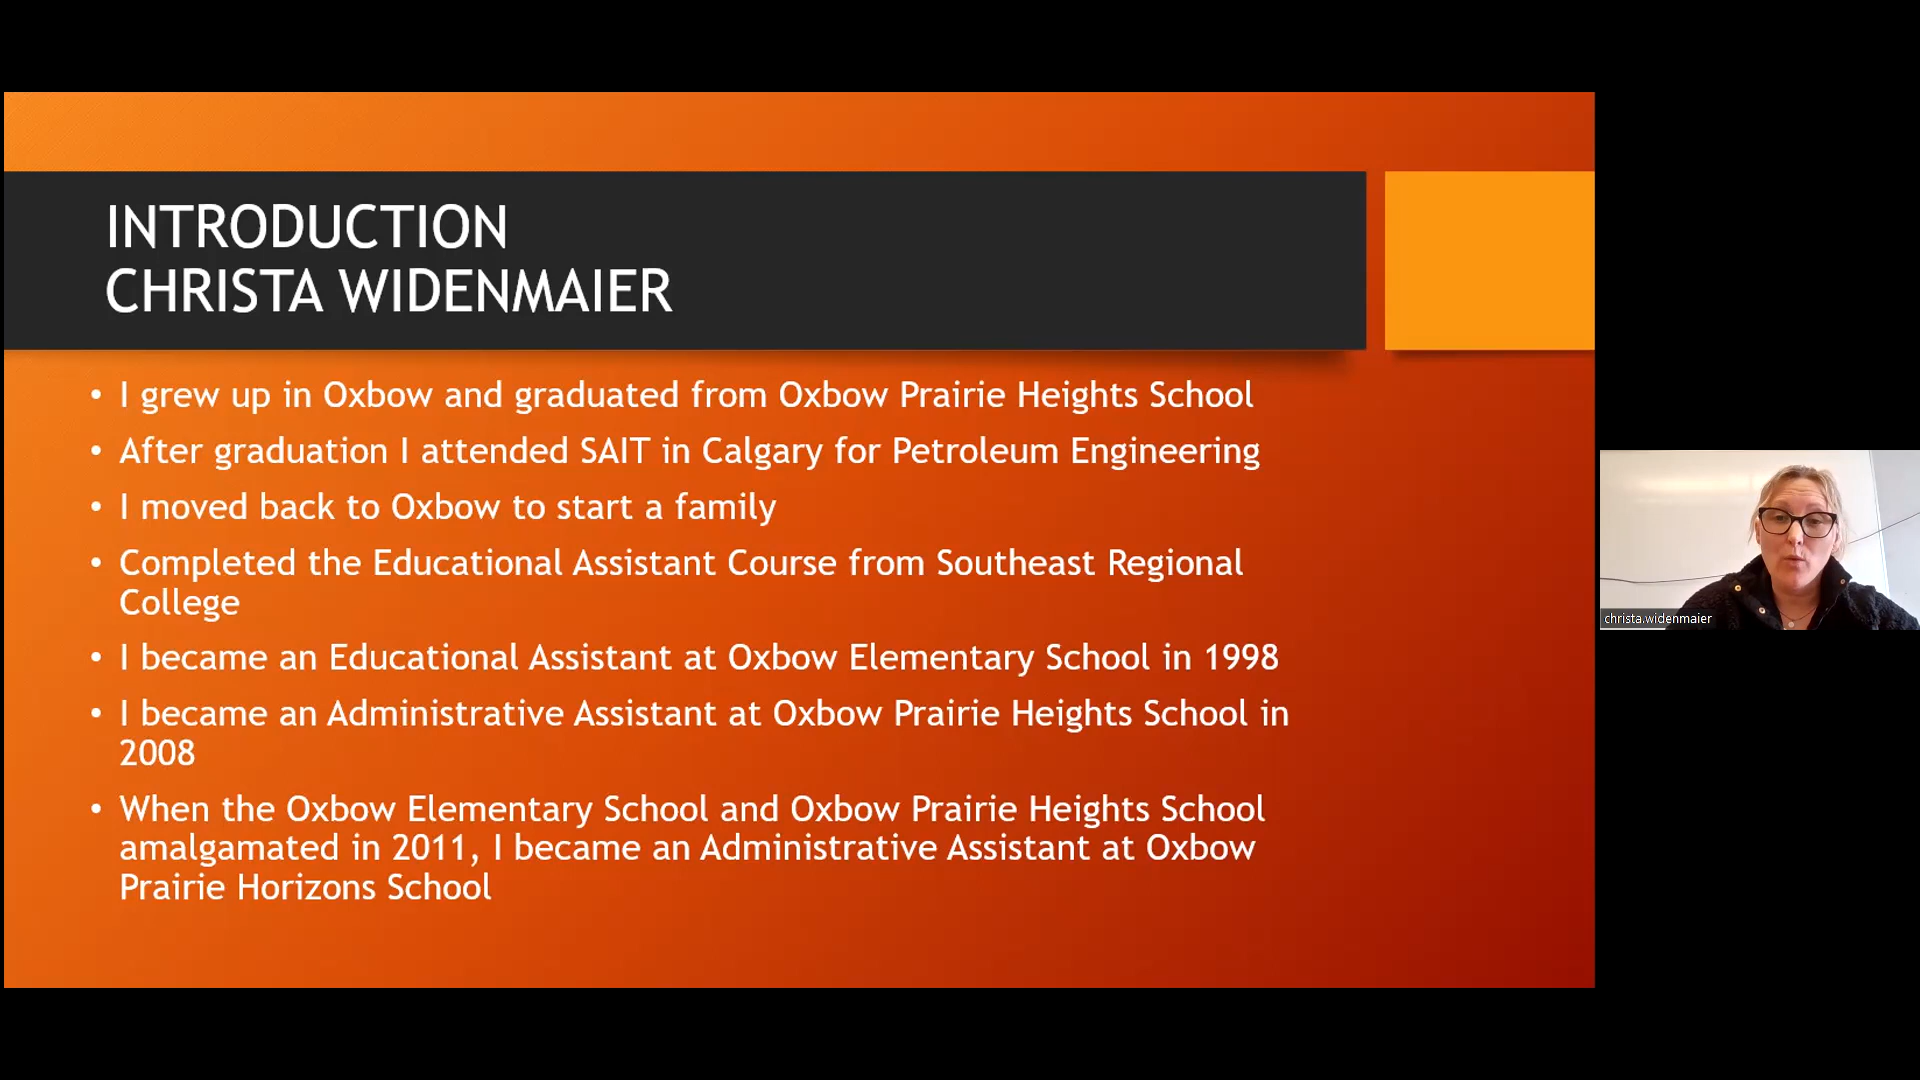 INTRODUCTION
CHRISTA WIDENMAIER
• I grew up in Oxbow and graduated from Oxbow Prairie Heights School
• After graduation I attended SAIT in Calgary for Petroleum Engineering
• I moved back to Oxbow to start a family
• Completed the Educational Assistant Course from Southeast Regional
College
• I became an Educational Assistant at Oxbow Elementary School in 1998
• I became an Administrative Assistant at Oxbow Prairie Heights School in
2008
• When the Oxbow Elementary School and Oxbow Prairie Heights School
amalgamated in 2011, I became an Administrative Assistant at Oxbow
Prairie Horizons School
christa.widenmaier